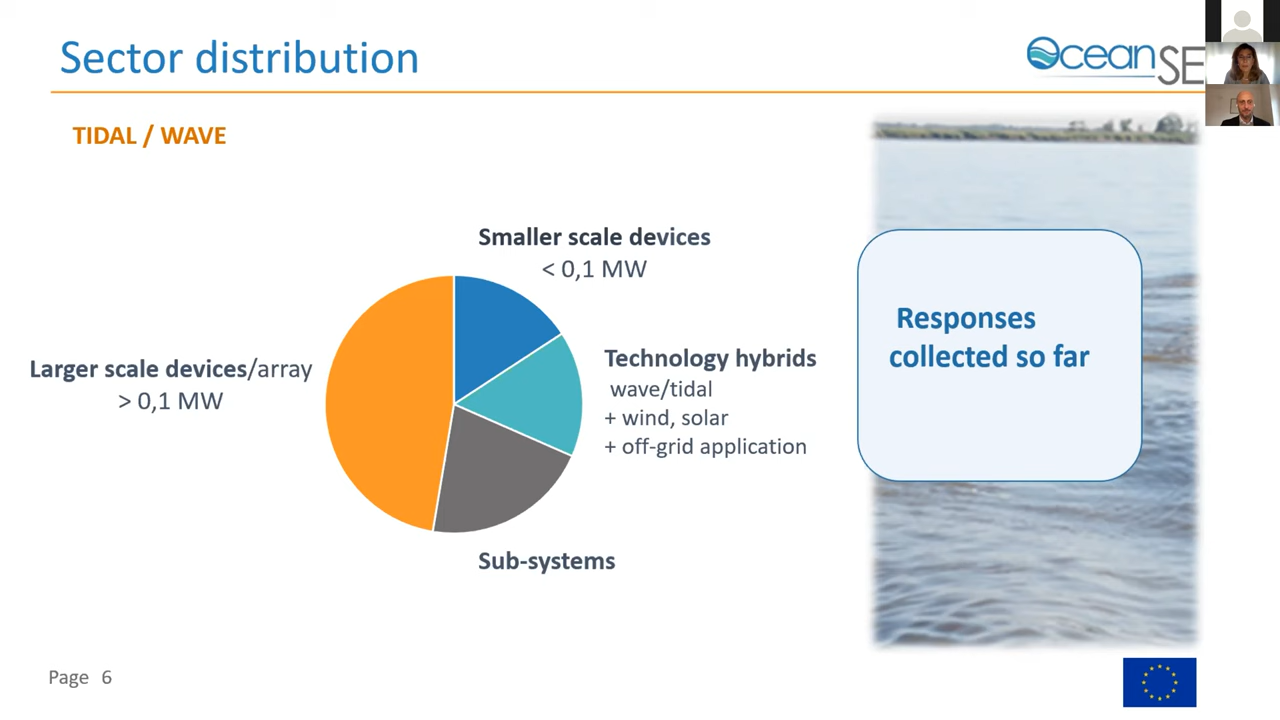 Sector distribution
OceanSE
TIDAL / WAVE
Smaller scale devices
< 0,1 MW
Larger scale devices/array
> 0,1 MW
Technology hybrids
wave/tidal
+ wind, solar
+ off-grid application
Sub-systems
Responses
collected so far
Page 6